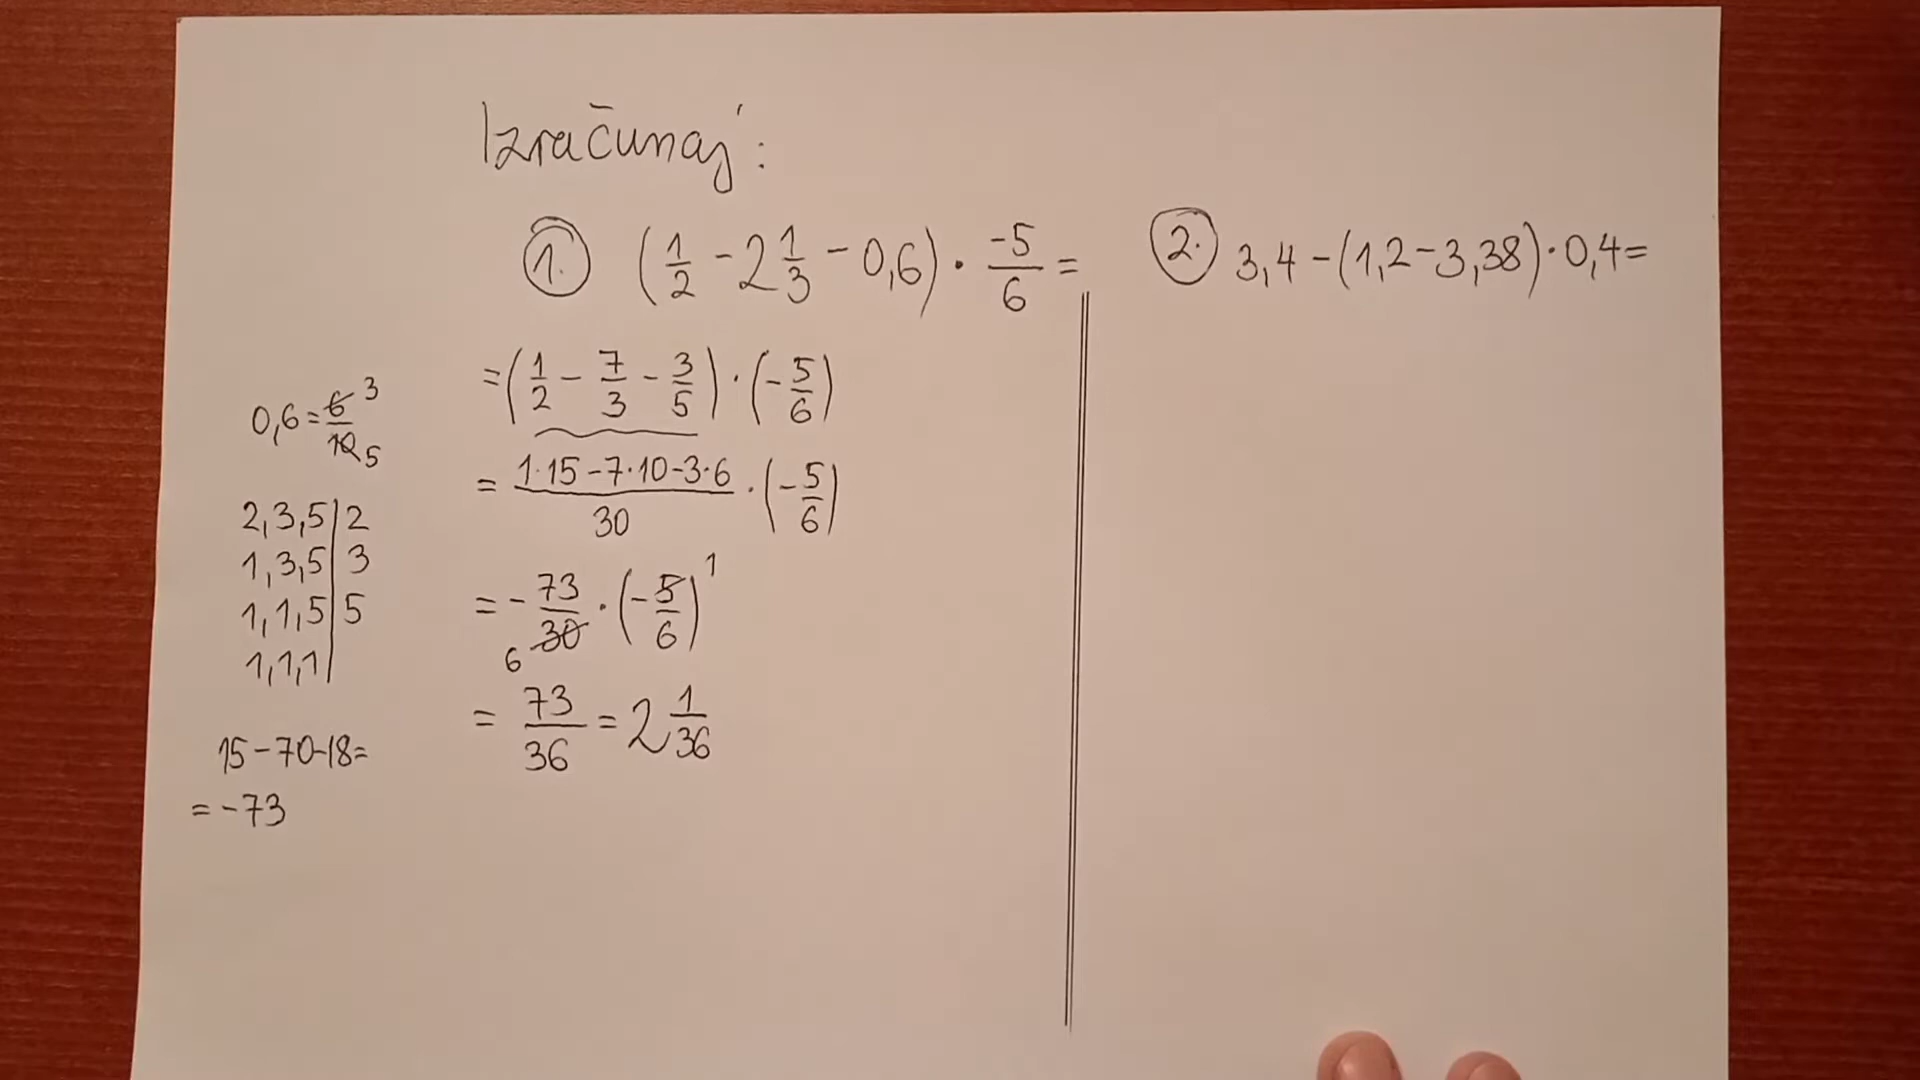 Izračunaj:
1. (1/2 - 2 1/3 - 0,6) · -5/6 =
= (1/2 - 7/3 - 3/5) · (-5/6)
= (1·15 - 7·10 - 3·6)/30 · (-5/6)
= - 73/30 · (-5/6) 1
6
= 73/36 = 2 1/36
0,6 = 6/10 3 5
2,3,5 | 2
1,3,5 | 3
1,1,5 | 5
1,1,1 |
15 - 70 - 18 =
= -73
2. 3,4 - (1,2 - 3,38) · 0,4 =